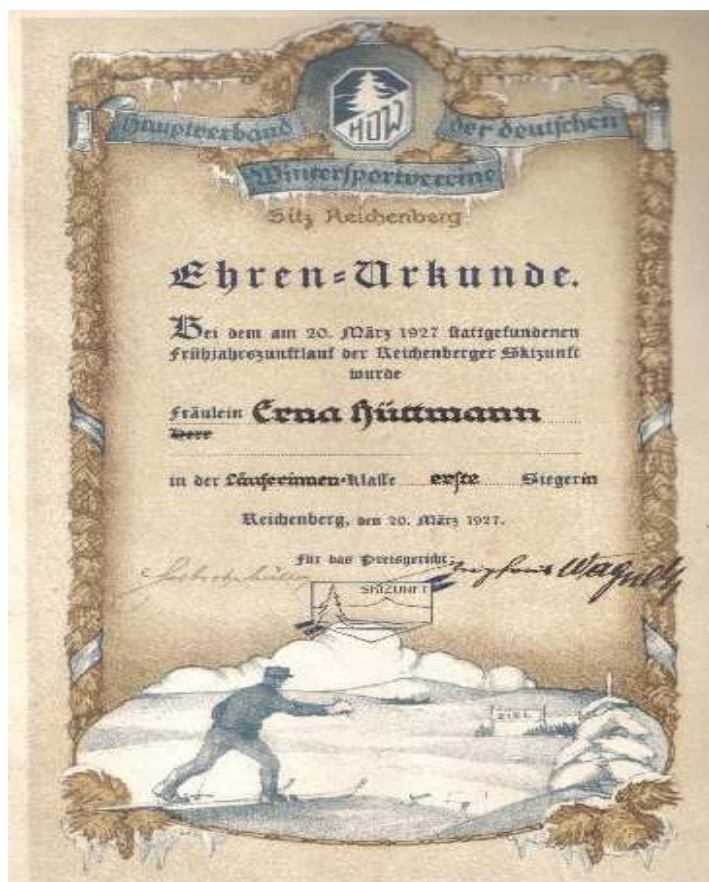 HDW
Hauptverband der deutschen
Wintersportvereine
Sitz Reichenberg
Ehren-Urkunde.
Bei dem am 20. März 1927 stattgefundenen
Frühjahrszunftlauf der Reichenberger Skizunft
wurde
Fräulein Erna Hüttmann
Herr
in der Läuferinnen-Klasse erste Siegerin
Reichenberg, den 20. März 1927.
Für das Preisgericht:
Wagner
SKIZUNFT
ZIEL